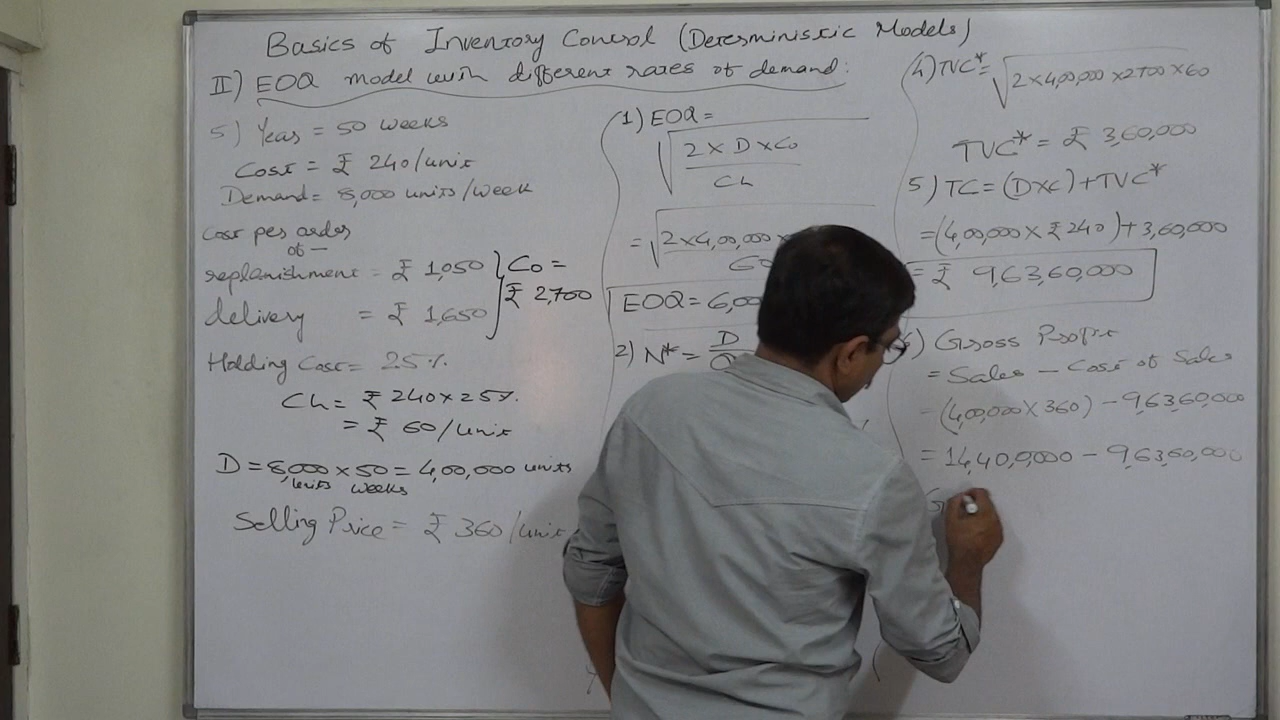 Basics of Inventory Control (Deterministic Models)
II) EOQ model with different rates of demand:
5) Year = 50 weeks
Cost = ₹ 240/unit
Demand = 8,000 units/week
Cost per order
of —
replenishment = ₹ 1,050
delivery = ₹ 1,650
Co =
₹ 2,700
Holding Cost = 25%
Ch = ₹ 240 x 25%
= ₹ 60/unit
D = 8,000 x 50 = 4,00,000 units
units weeks
Selling Price = ₹ 360/unit
1) EOQ =
√ 2 x D x Co
Ch
= √ 2 x 4,00,000 x
60
EOQ = 6,00
2) N* = D
4) TVC* = √ 2 x 4,00,000 x 2700 x 60
TVC* = ₹ 3,60,000
5) TC = (D x C) + TVC*
= (4,00,000 x ₹ 240) + 3,60,000
= ₹ 9,63,60,000
) Gross Profit
= Sales - Cost of Sales
= (4,00,000 x 360) - 9,63,60,000
= 14,40,0,000 - 9,63,60,000
G